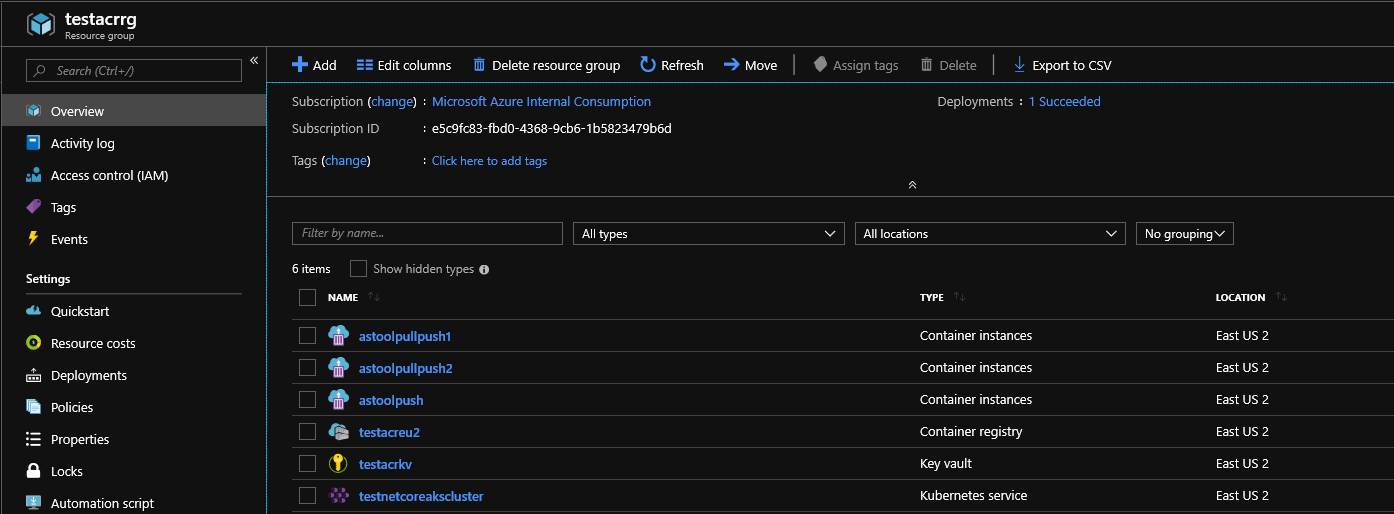 testacrrg
Resource group
Search (Ctrl+/)
«
Overview
Activity log
Access control (IAM)
Tags
Events
Settings
Quickstart
Resource costs
Deployments
Policies
Properties
Locks
Automation script
Add Edit columns Delete resource group Refresh Move Assign tags Delete Export to CSV
Subscription (change) : Microsoft Azure Internal Consumption Deployments : 1 Succeeded
Subscription ID : e5c9fc83-fbd0-4368-9cb6-1b5823479b6d
Tags (change) : Click here to add tags
Filter by name... All types All locations No grouping
6 items Show hidden types
NAME TYPE LOCATION
astoolpullpush1 Container instances East US 2
astoolpullpush2 Container instances East US 2
astoolpush Container instances East US 2
testacreu2 Container registry East US 2
testacrkv Key vault East US 2
testnetcoreakscluster Kubernetes service East US 2